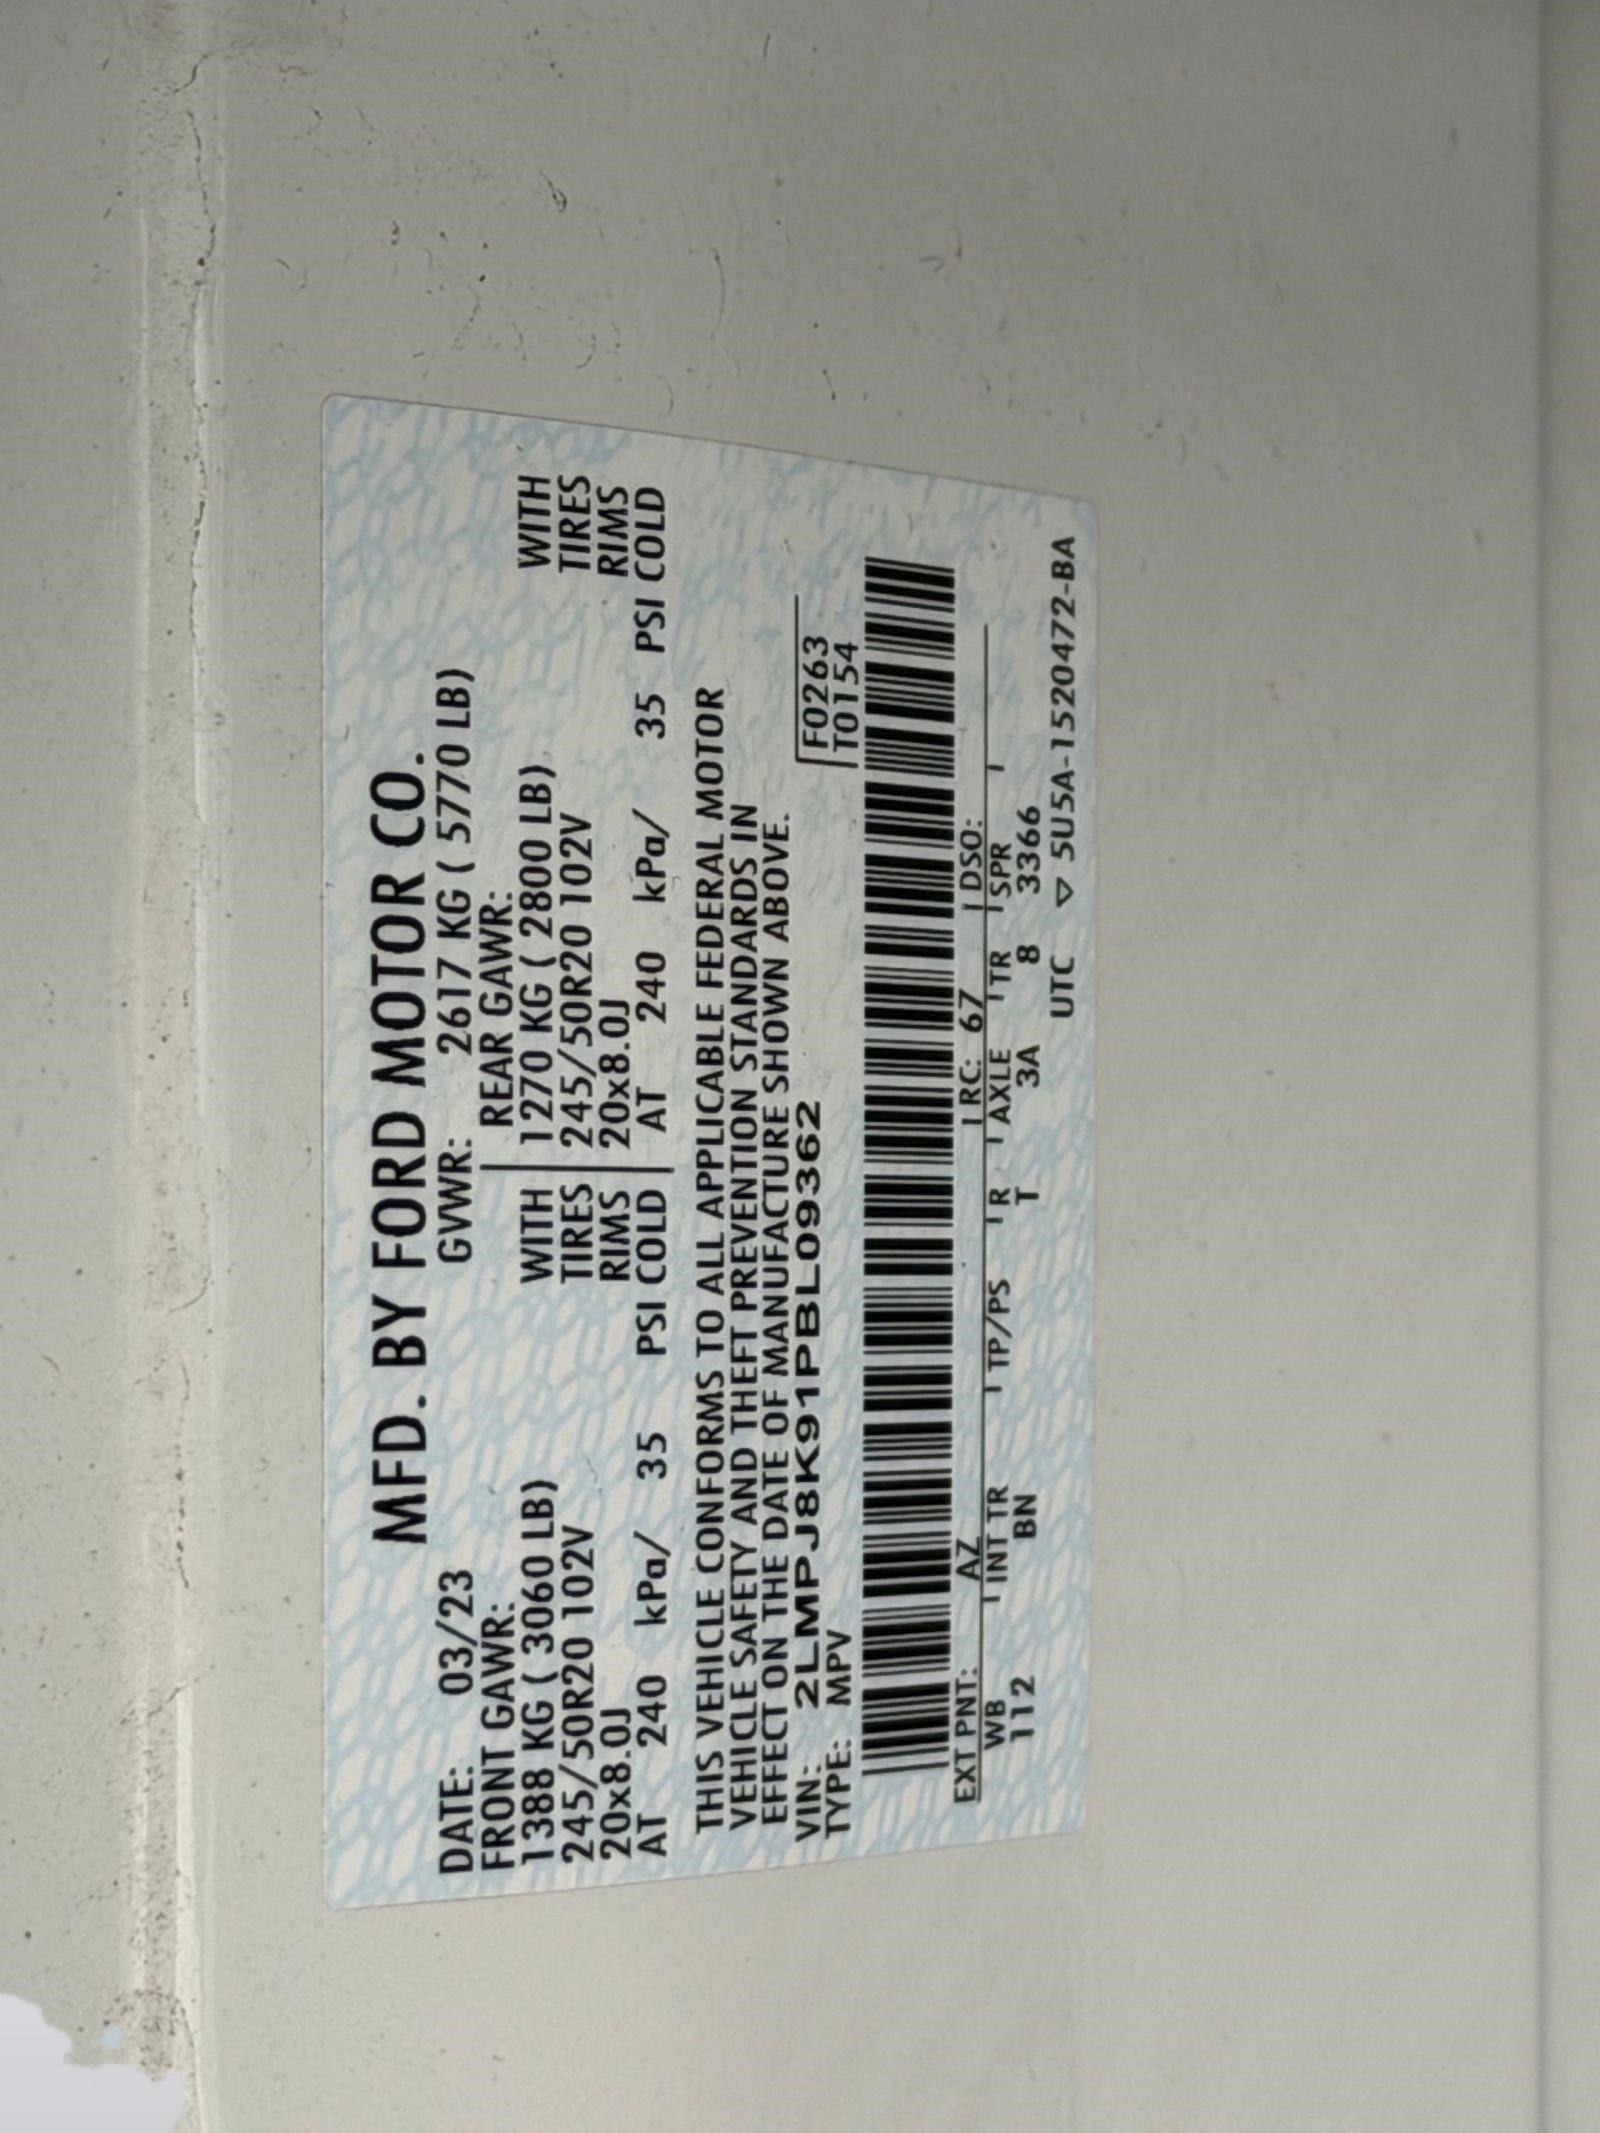 MFD. BY FORD MOTOR CO.
DATE: 03/23 GVWR: 2617 KG ( 5770 LB)
FRONT GAWR: REAR GAWR:
1388 KG ( 3060 LB) WITH 1270 KG ( 2800 LB) WITH
245/50R20 102V TIRES 245/50R20 102V TIRES
20x8.0J RIMS 20x8.0J RIMS
AT 240 kPa/ 35 PSI COLD AT 240 kPa/ 35 PSI COLD
THIS VEHICLE CONFORMS TO ALL APPLICABLE FEDERAL MOTOR
VEHICLE SAFETY AND THEFT PREVENTION STANDARDS IN
EFFECT ON THE DATE OF MANUFACTURE SHOWN ABOVE.
VIN: 2LMPJ8K91PBL09362 F0263
TYPE: MPV T0154
EXT PNT: AZ RC: 67 DSO:
WB INT TR TP/PS R AXLE TR SPR
112 BN T 3A 8 3366
UTC ▽ 5U5A-1520472-BA